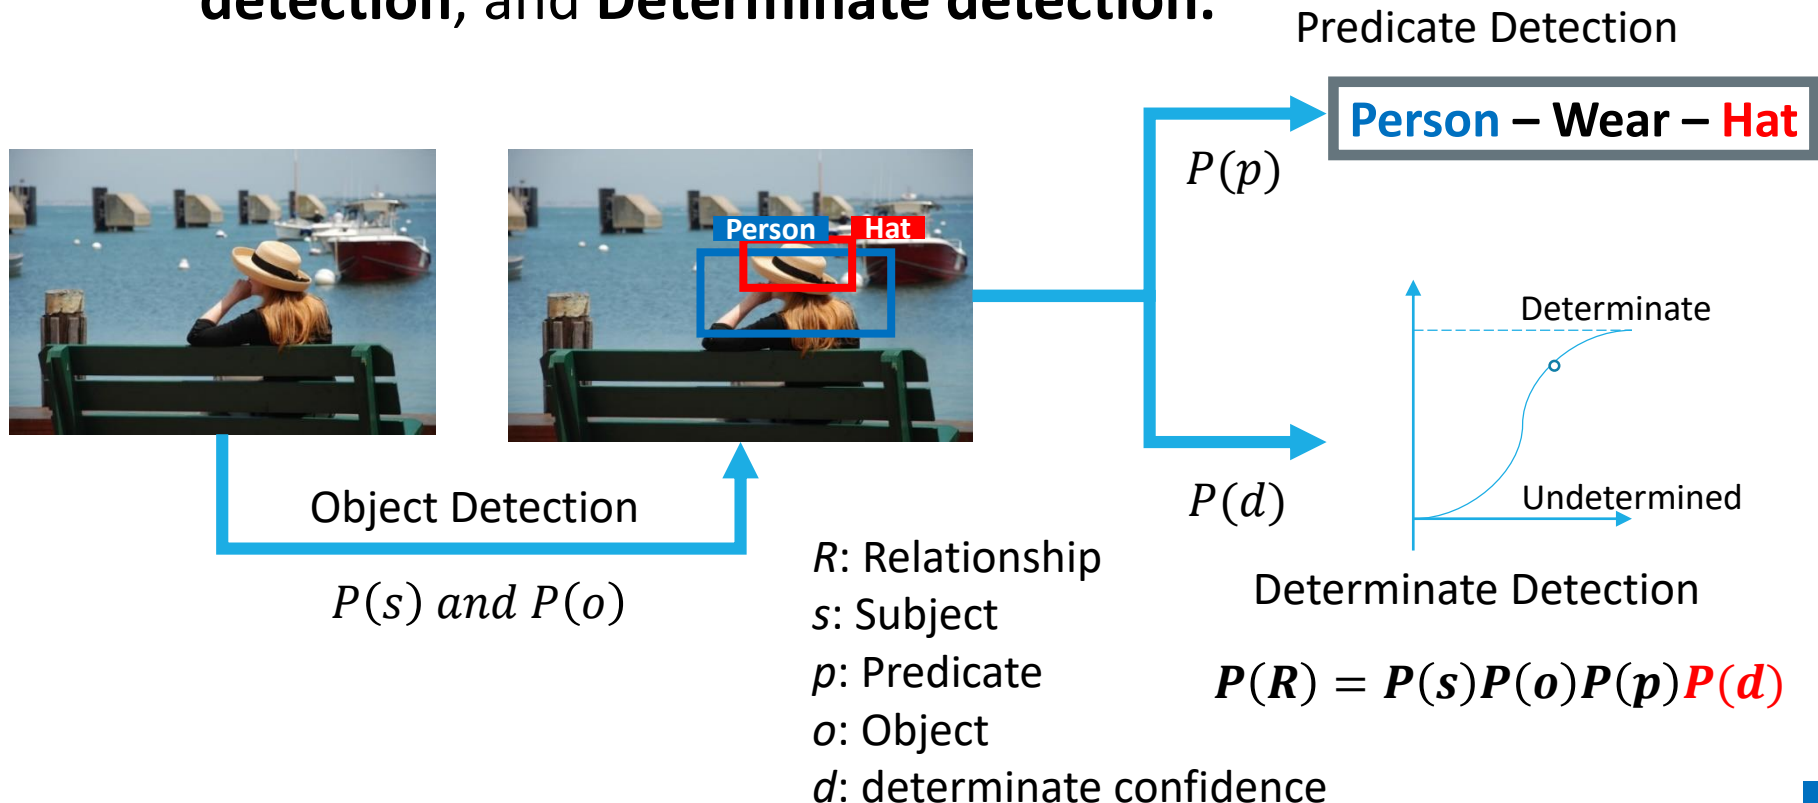 detection, and Determinate detection.
Predicate Detection
Person – Wear – Hat
P(p)
Person
Hat
Determinate
Undetermined
P(d)
Object Detection
P(s) and P(o)
Determinate Detection
R: Relationship
s: Subject
p: Predicate
o: Object
d: determinate confidence
P(R) = P(s)P(o)P(p)P(d)